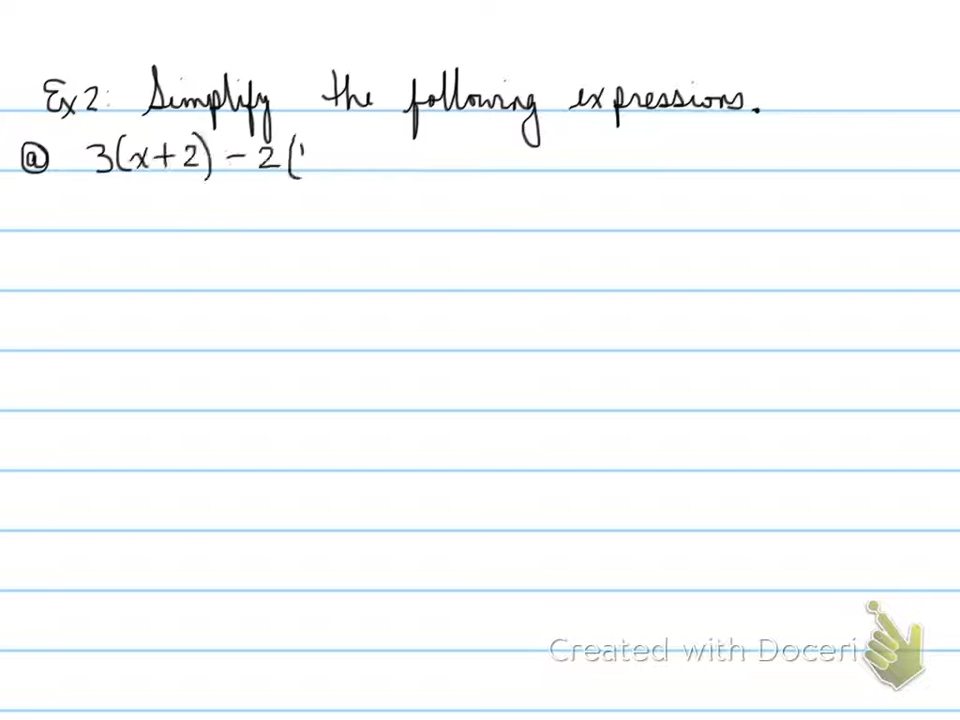 Ex 2: Simplify the following expressions.
ⓐ 3(x+2) - 2(
Created with Doceri